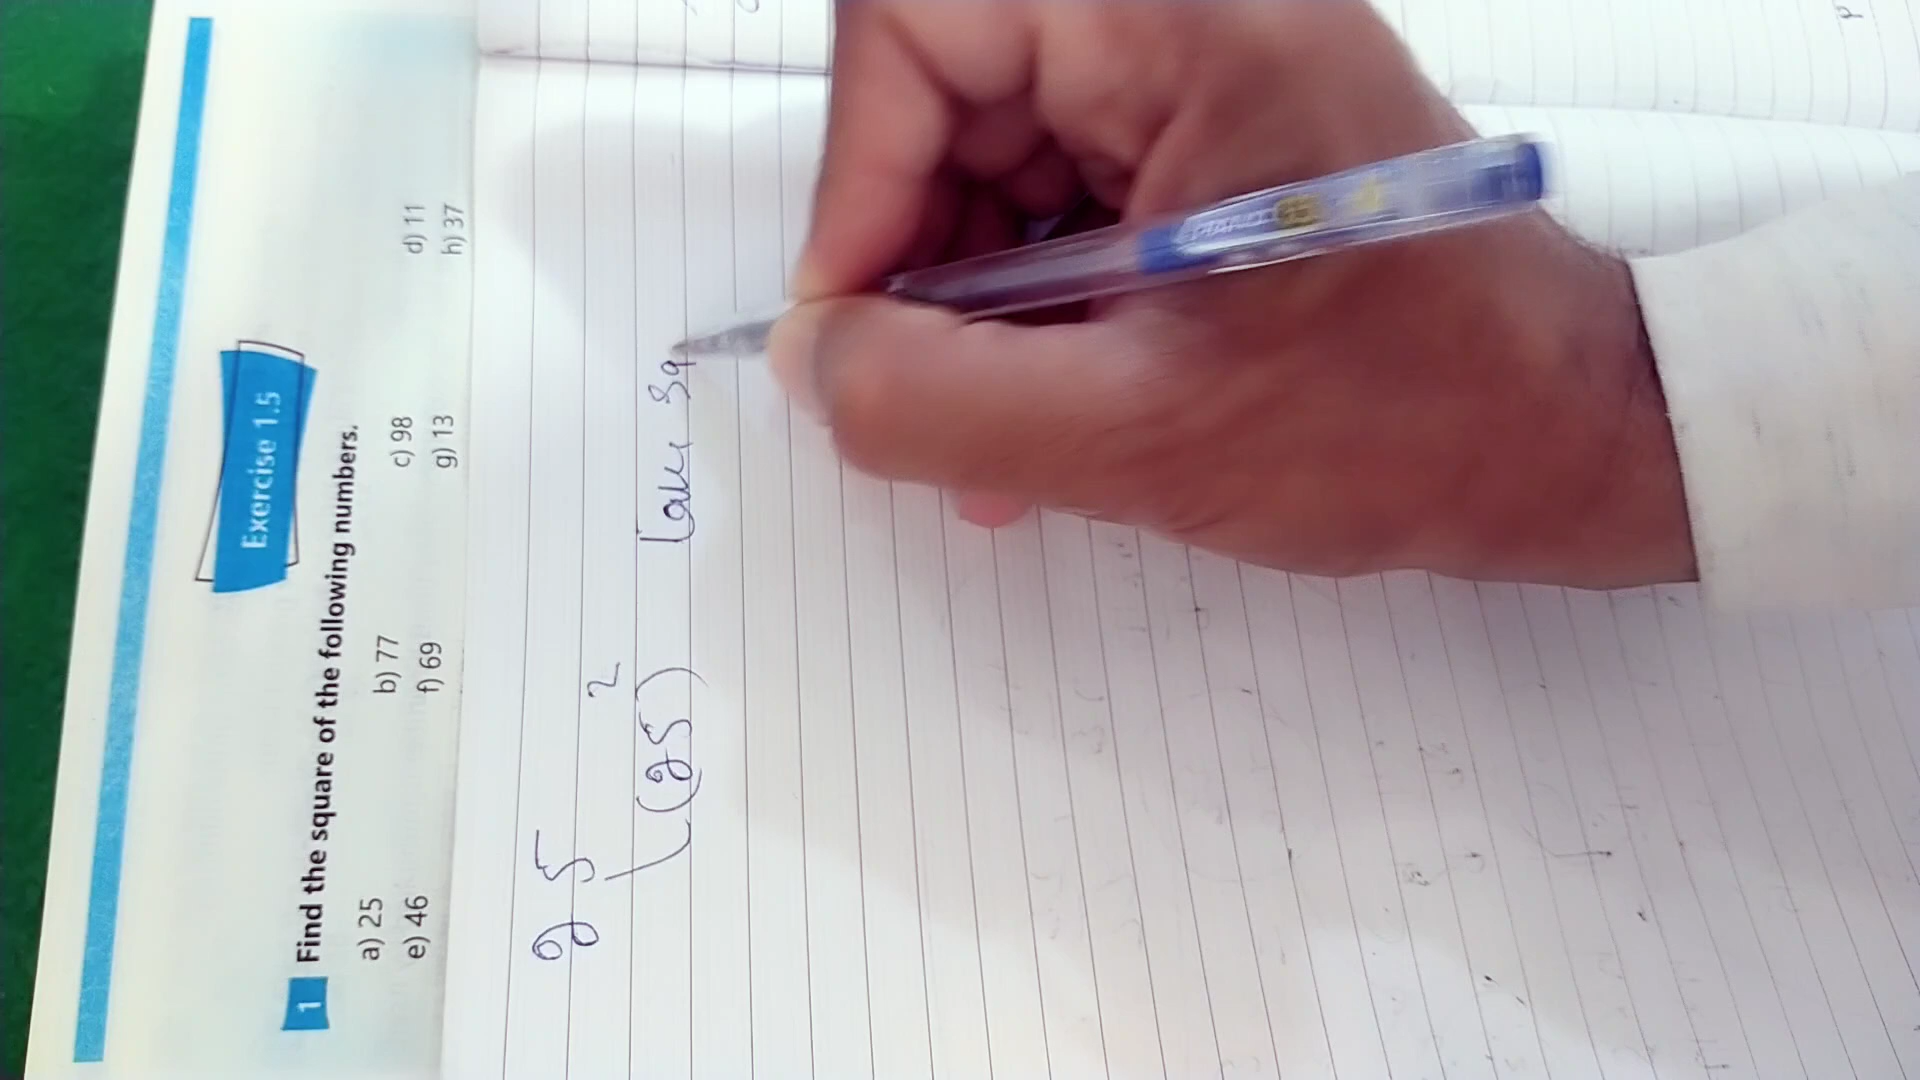 Exercise 1.5
1 Find the square of the following numbers.
a) 25 b) 77 c) 98 d) 11
e) 46 f) 69 g) 13 h) 37
25
(25)² Take sq